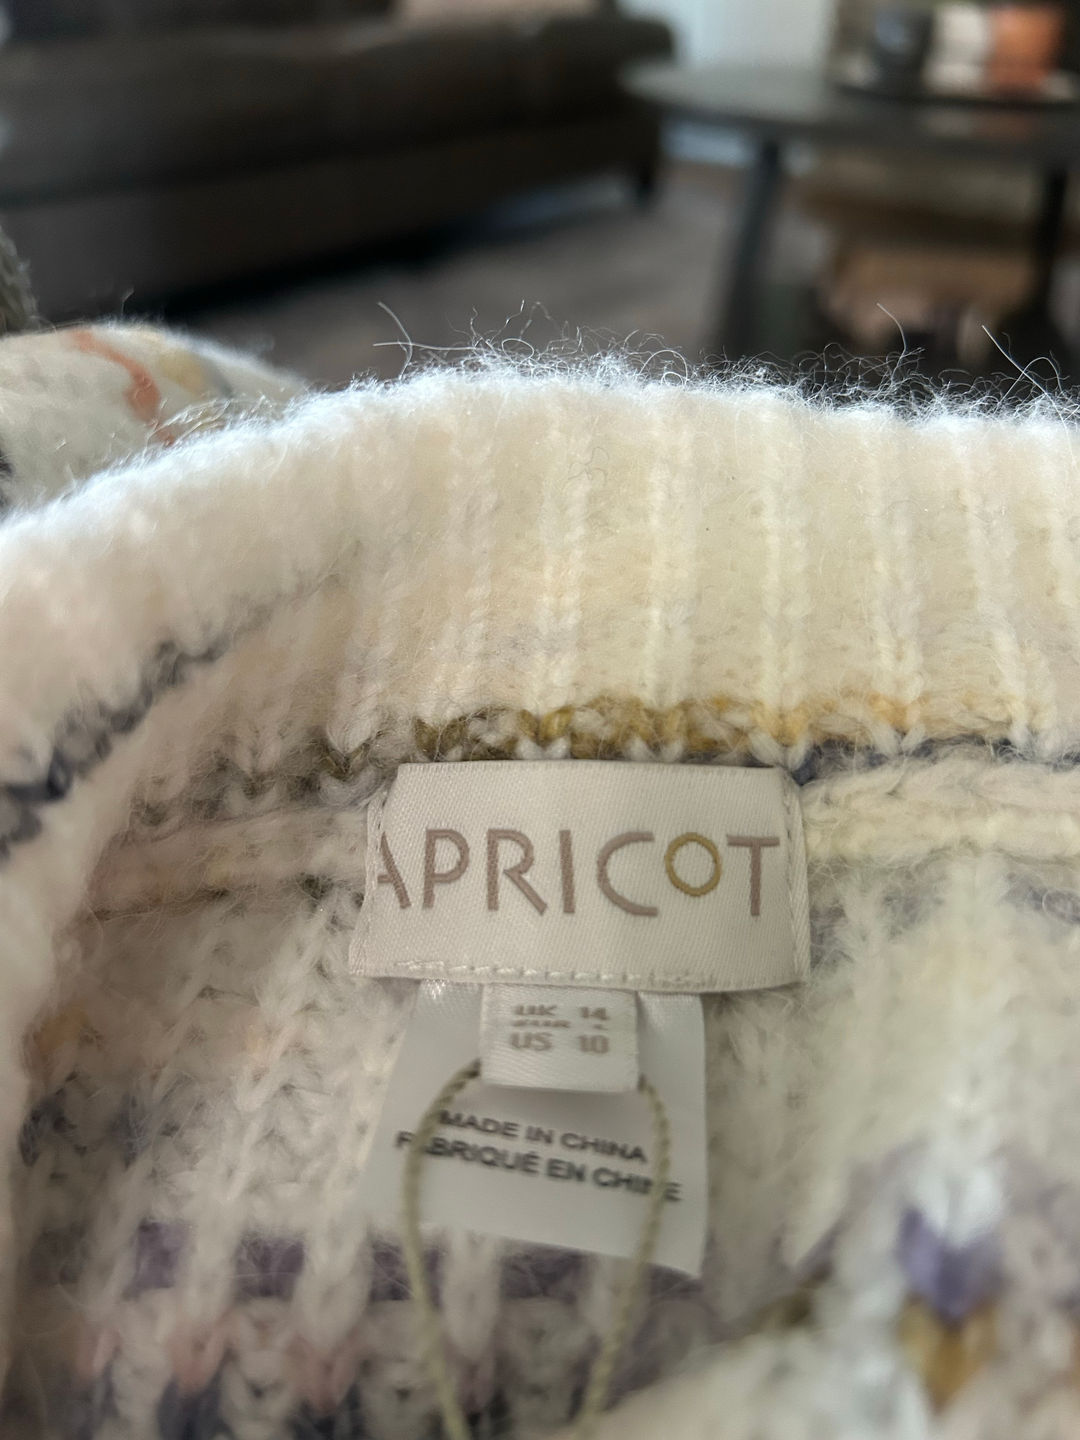 APRICOT
UK 14
US 10
MADE IN CHINA
FABRIQUÉ EN CHINE